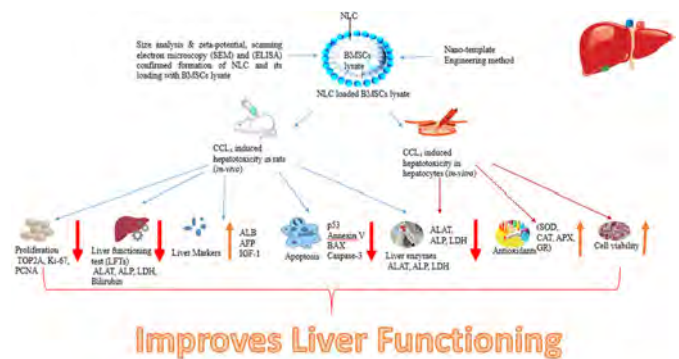 NLC
Size analysis & zeta-potential, scanning
electron microscopy (SEM) and (ELISA)
confirmed formation of NLC and its
loading with BMSCs lysate
BMSCs
lysate
Nano-template
Engineering method
NLC loaded BMSCs lysate
CCL4 induced
hepatotoxicity in rats
(in-vivo)
CCL4 induced
hepatotoxicity in
hepatocytes (in-vitro)
Proliferation
TOP2A, Ki-67,
PCNA
Liver functioning
test (LFTs)
ALAT, ALP, LDH,
Bilirubin
Liver Markers
ALB
AFP
IGF-1
Apoptosis
p53
Annexin V
BAX
Caspase-3
Liver enzymes
ALAT, ALP, LDH
ALAT,
ALP, LDH
Antioxidants
(SOD,
CAT, APX,
GR)
Cell viability
Improves Liver Functioning